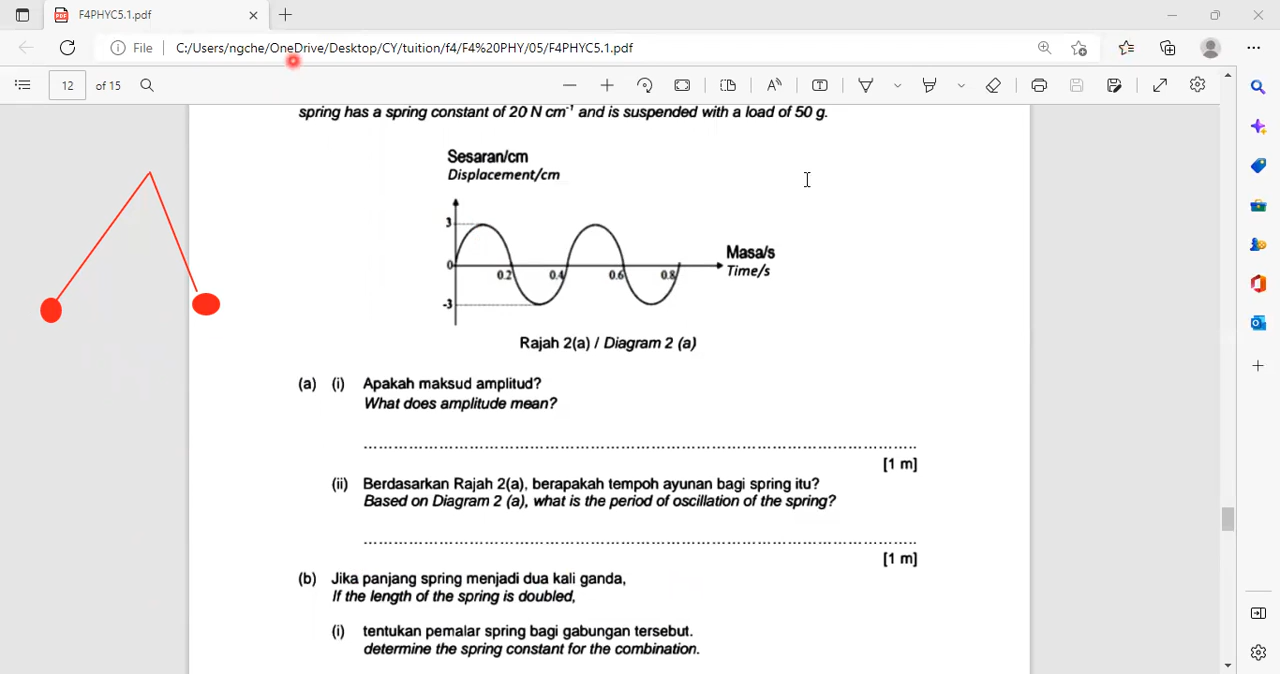 F4PHYC5.1.pdf
File
C:/Users/ngche/OneDrive/Desktop/CY/tuition/f4/F4%20PHY/05/F4PHYC5.1.pdf
12 of 15
spring has a spring constant of 20 N cm⁻¹ and is suspended with a load of 50 g.
Sesaran/cm
Displacement/cm
3
0
0.2
0.4
0.6
0.8
Masa/s
Time/s
-3
Rajah 2(a) / Diagram 2 (a)
(a) (i) Apakah maksud amplitud?
What does amplitude mean?
[1 m]
(ii) Berdasarkan Rajah 2(a), berapakah tempoh ayunan bagi spring itu?
Based on Diagram 2 (a), what is the period of oscillation of the spring?
[1 m]
(b) Jika panjang spring menjadi dua kali ganda,
If the length of the spring is doubled,
(i) tentukan pemalar spring bagi gabungan tersebut.
determine the spring constant for the combination.